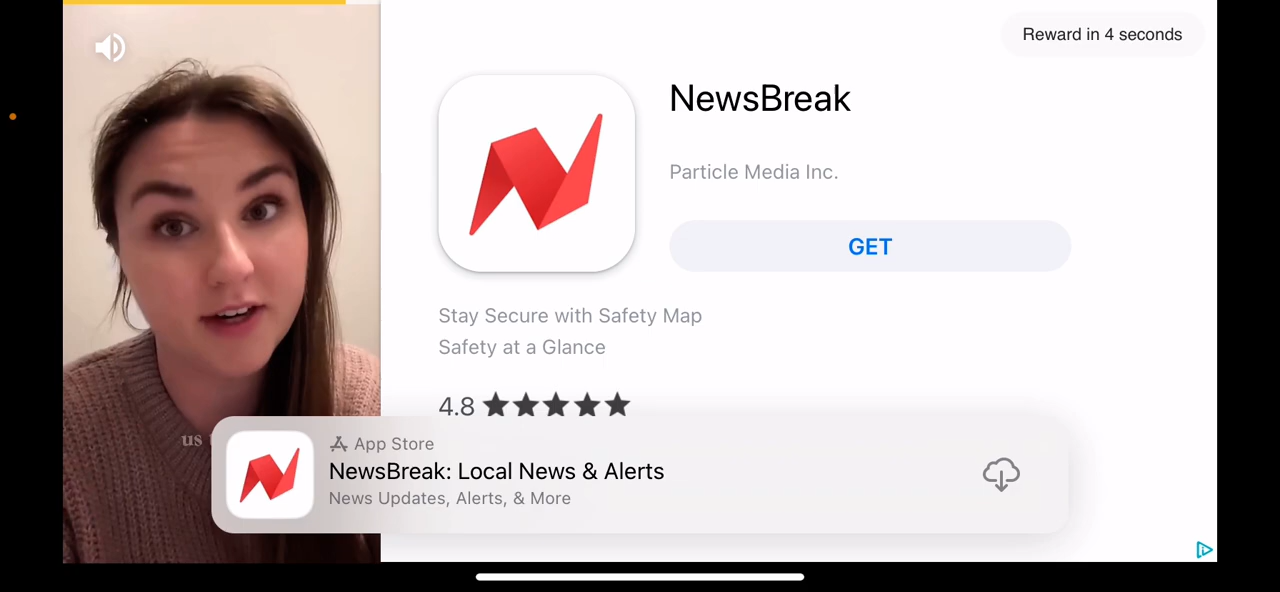 Reward in 4 seconds
NewsBreak
Particle Media Inc.
GET
Stay Secure with Safety Map
Safety at a Glance
4.8
us
App Store
NewsBreak: Local News & Alerts
News Updates, Alerts, & More